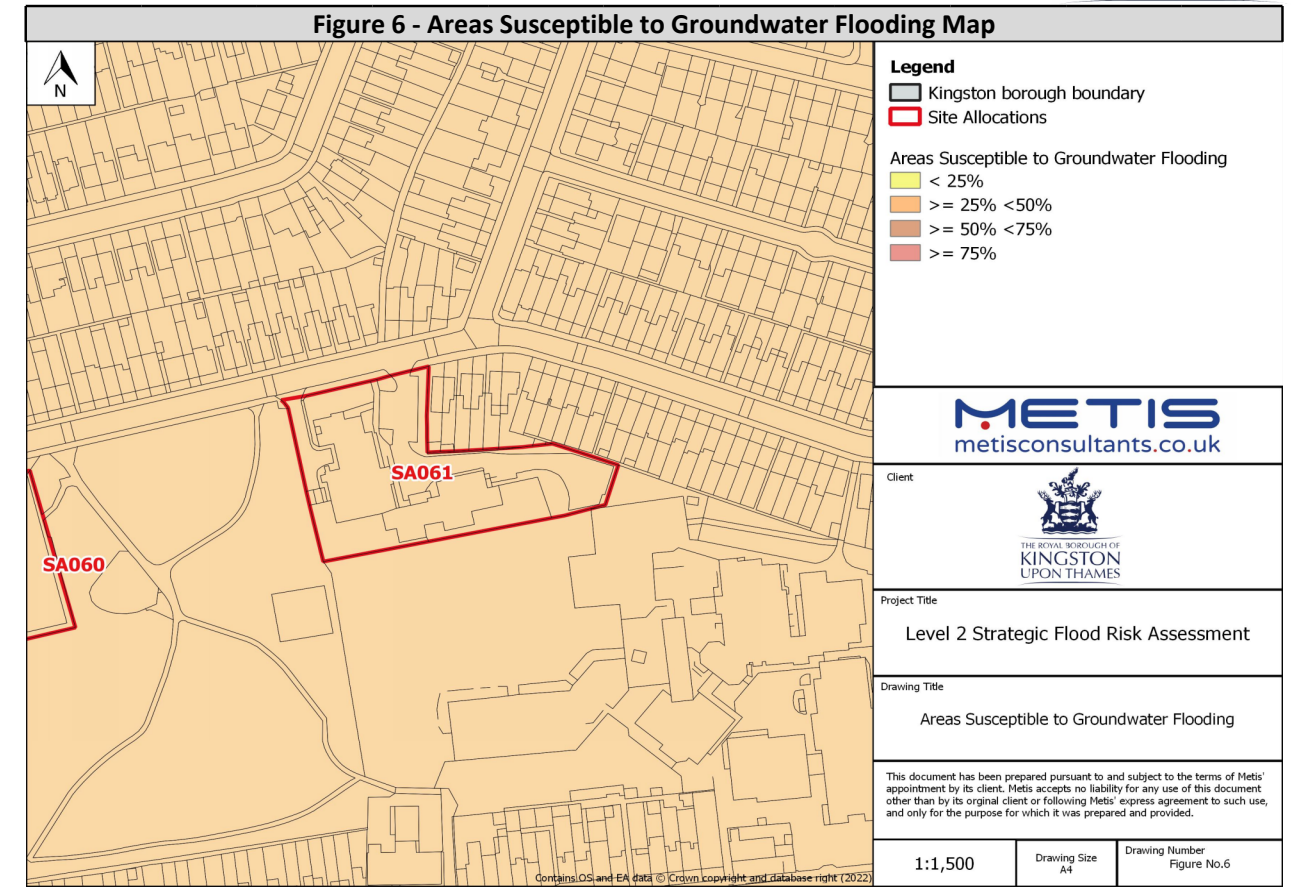 Figure 6 - Areas Susceptible to Groundwater Flooding Map
N
SA061
SA060
Contains OS and EA data © Crown copyright and database right (2022)
Legend
Kingston borough boundary
Site Allocations
Areas Susceptible to Groundwater Flooding
< 25%
>= 25% <50%
>= 50% <75%
>= 75%
METIS
metisconsultants.co.uk
Client
THE ROYAL BOROUGH OF
KINGSTON
UPON THAMES
Project Title
Level 2 Strategic Flood Risk Assessment
Drawing Title
Areas Susceptible to Groundwater Flooding
This document has been prepared pursuant to and subject to the terms of Metis'
appointment by its client. Metis accepts no liability for any use of this document
other than by its orginal client or following Metis' express agreement to such use,
and only for the purpose for which it was prepared and provided.
1:1,500
Drawing Size
A4
Drawing Number
Figure No.6